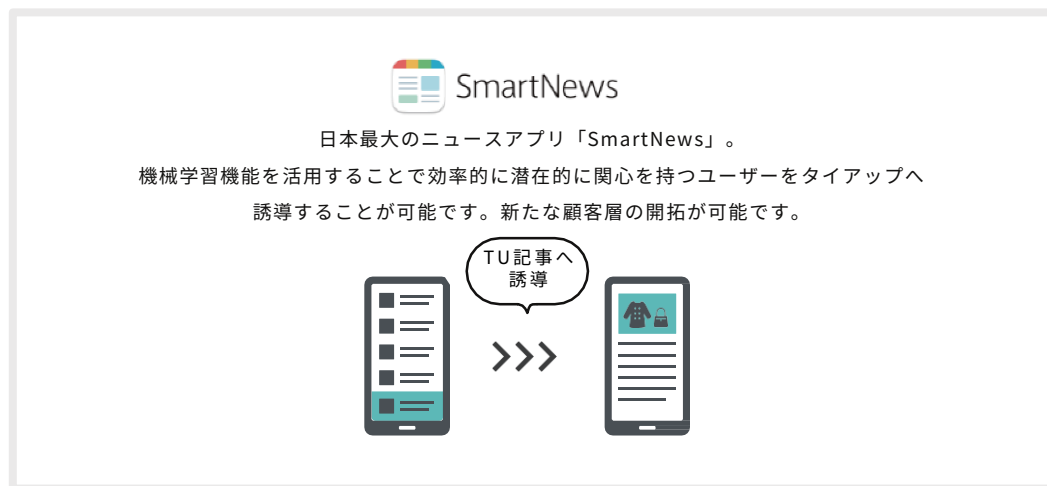 SmartNews
日本最大のニュースアプリ「SmartNews」。
機械学習機能を活用することで効率的に潜在的に関心を持つユーザーをタイアップへ
誘導することが可能です。新たな顧客層の開拓が可能です。
TU記事へ
誘導